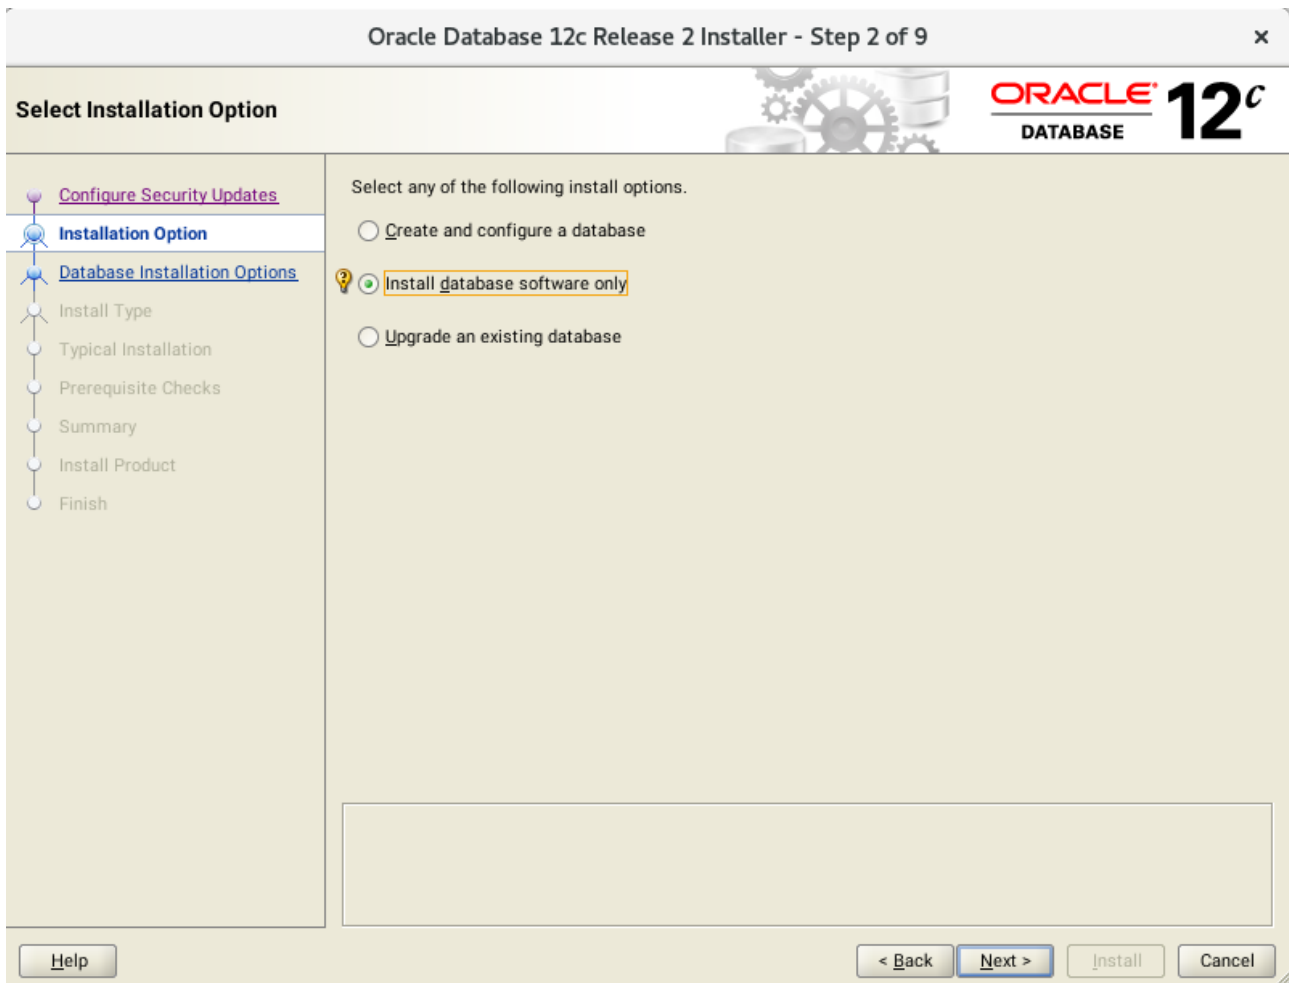 Oracle Database 12c Release 2 Installer - Step 2 of 9
×
Select Installation Option
ORACLE
DATABASE
12c
Configure Security Updates
Installation Option
Database Installation Options
Install Type
Typical Installation
Prerequisite Checks
Summary
Install Product
Finish
Select any of the following install options.
Create and configure a database
Install database software only
Upgrade an existing database
Help
< Back
Next >
Install
Cancel